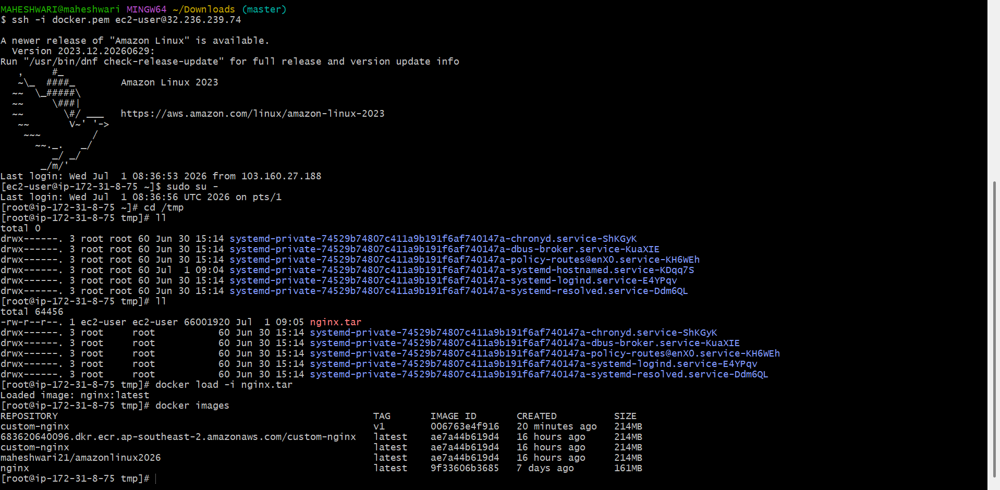 MAHESHWARI@maheshwari MINGW64 ~/Downloads (master)
$ ssh -i docker.pem ec2-user@32.236.239.74

A newer release of "Amazon Linux" is available.
  Version 2023.12.20260629:
Run "/usr/bin/dnf check-release-update" for full release and version update info
   ,     #_
   ~\_  ####_        Amazon Linux 2023
  ~~  \_#####\
  ~~     \###|
  ~~       \#/ ___   https://aws.amazon.com/linux/amazon-linux-2023
   ~~       V~' '->
    ~~~         /
      ~~._.   _/
         _/ _/
       _/m/'
Last login: Wed Jul  1 08:36:53 2026 from 103.160.27.188
[ec2-user@ip-172-31-8-75 ~]$ sudo su -
Last login: Wed Jul  1 08:36:56 UTC 2026 on pts/1
[root@ip-172-31-8-75 ~]# cd /tmp
[root@ip-172-31-8-75 tmp]# ll
total 0
drwx------. 3 root root 60 Jun 30 15:14 systemd-private-74529b74807c411a9b191f6af740147a-chronyd.service-ShKGyK
drwx------. 3 root root 60 Jun 30 15:14 systemd-private-74529b74807c411a9b191f6af740147a-dbus-broker.service-KuaXIE
drwx------. 3 root root 60 Jun 30 15:14 systemd-private-74529b74807c411a9b191f6af740147a-policy-routes@enX0.service-KH6WEh
drwx------. 3 root root 60 Jul  1 09:04 systemd-private-74529b74807c411a9b191f6af740147a-systemd-hostnamed.service-KDqq7S
drwx------. 3 root root 60 Jun 30 15:14 systemd-private-74529b74807c411a9b191f6af740147a-systemd-logind.service-E4YPqv
drwx------. 3 root root 60 Jun 30 15:14 systemd-private-74529b74807c411a9b191f6af740147a-systemd-resolved.service-Ddm6QL
[root@ip-172-31-8-75 tmp]# ll
total 64456
-rw-r--r--. 1 ec2-user ec2-user 66001920 Jul  1 09:05 nginx.tar
drwx------. 3 root     root           60 Jun 30 15:14 systemd-private-74529b74807c411a9b191f6af740147a-chronyd.service-ShKGyK
drwx------. 3 root     root           60 Jun 30 15:14 systemd-private-74529b74807c411a9b191f6af740147a-dbus-broker.service-KuaXIE
drwx------. 3 root     root           60 Jun 30 15:14 systemd-private-74529b74807c411a9b191f6af740147a-policy-routes@enX0.service-KH6WEh
drwx------. 3 root     root           60 Jun 30 15:14 systemd-private-74529b74807c411a9b191f6af740147a-systemd-logind.service-E4YPqv
drwx------. 3 root     root           60 Jun 30 15:14 systemd-private-74529b74807c411a9b191f6af740147a-systemd-resolved.service-Ddm6QL
[root@ip-172-31-8-75 tmp]# docker load -i nginx.tar
Loaded image: nginx:latest
[root@ip-172-31-8-75 tmp]# docker images
REPOSITORY                                                       TAG       IMAGE ID       CREATED          SIZE
custom-nginx                                                     v1        006763e4f916   20 minutes ago   214MB
683620640096.dkr.ecr.ap-southeast-2.amazonaws.com/custom-nginx   latest    ae7a44b619d4   16 hours ago     214MB
custom-nginx                                                     latest    ae7a44b619d4   16 hours ago     214MB
maheshwari21/amazonlinux2026                                     latest    ae7a44b619d4   16 hours ago     214MB
nginx                                                            latest    9f33606b3685   7 days ago       161MB
[root@ip-172-31-8-75 tmp]#